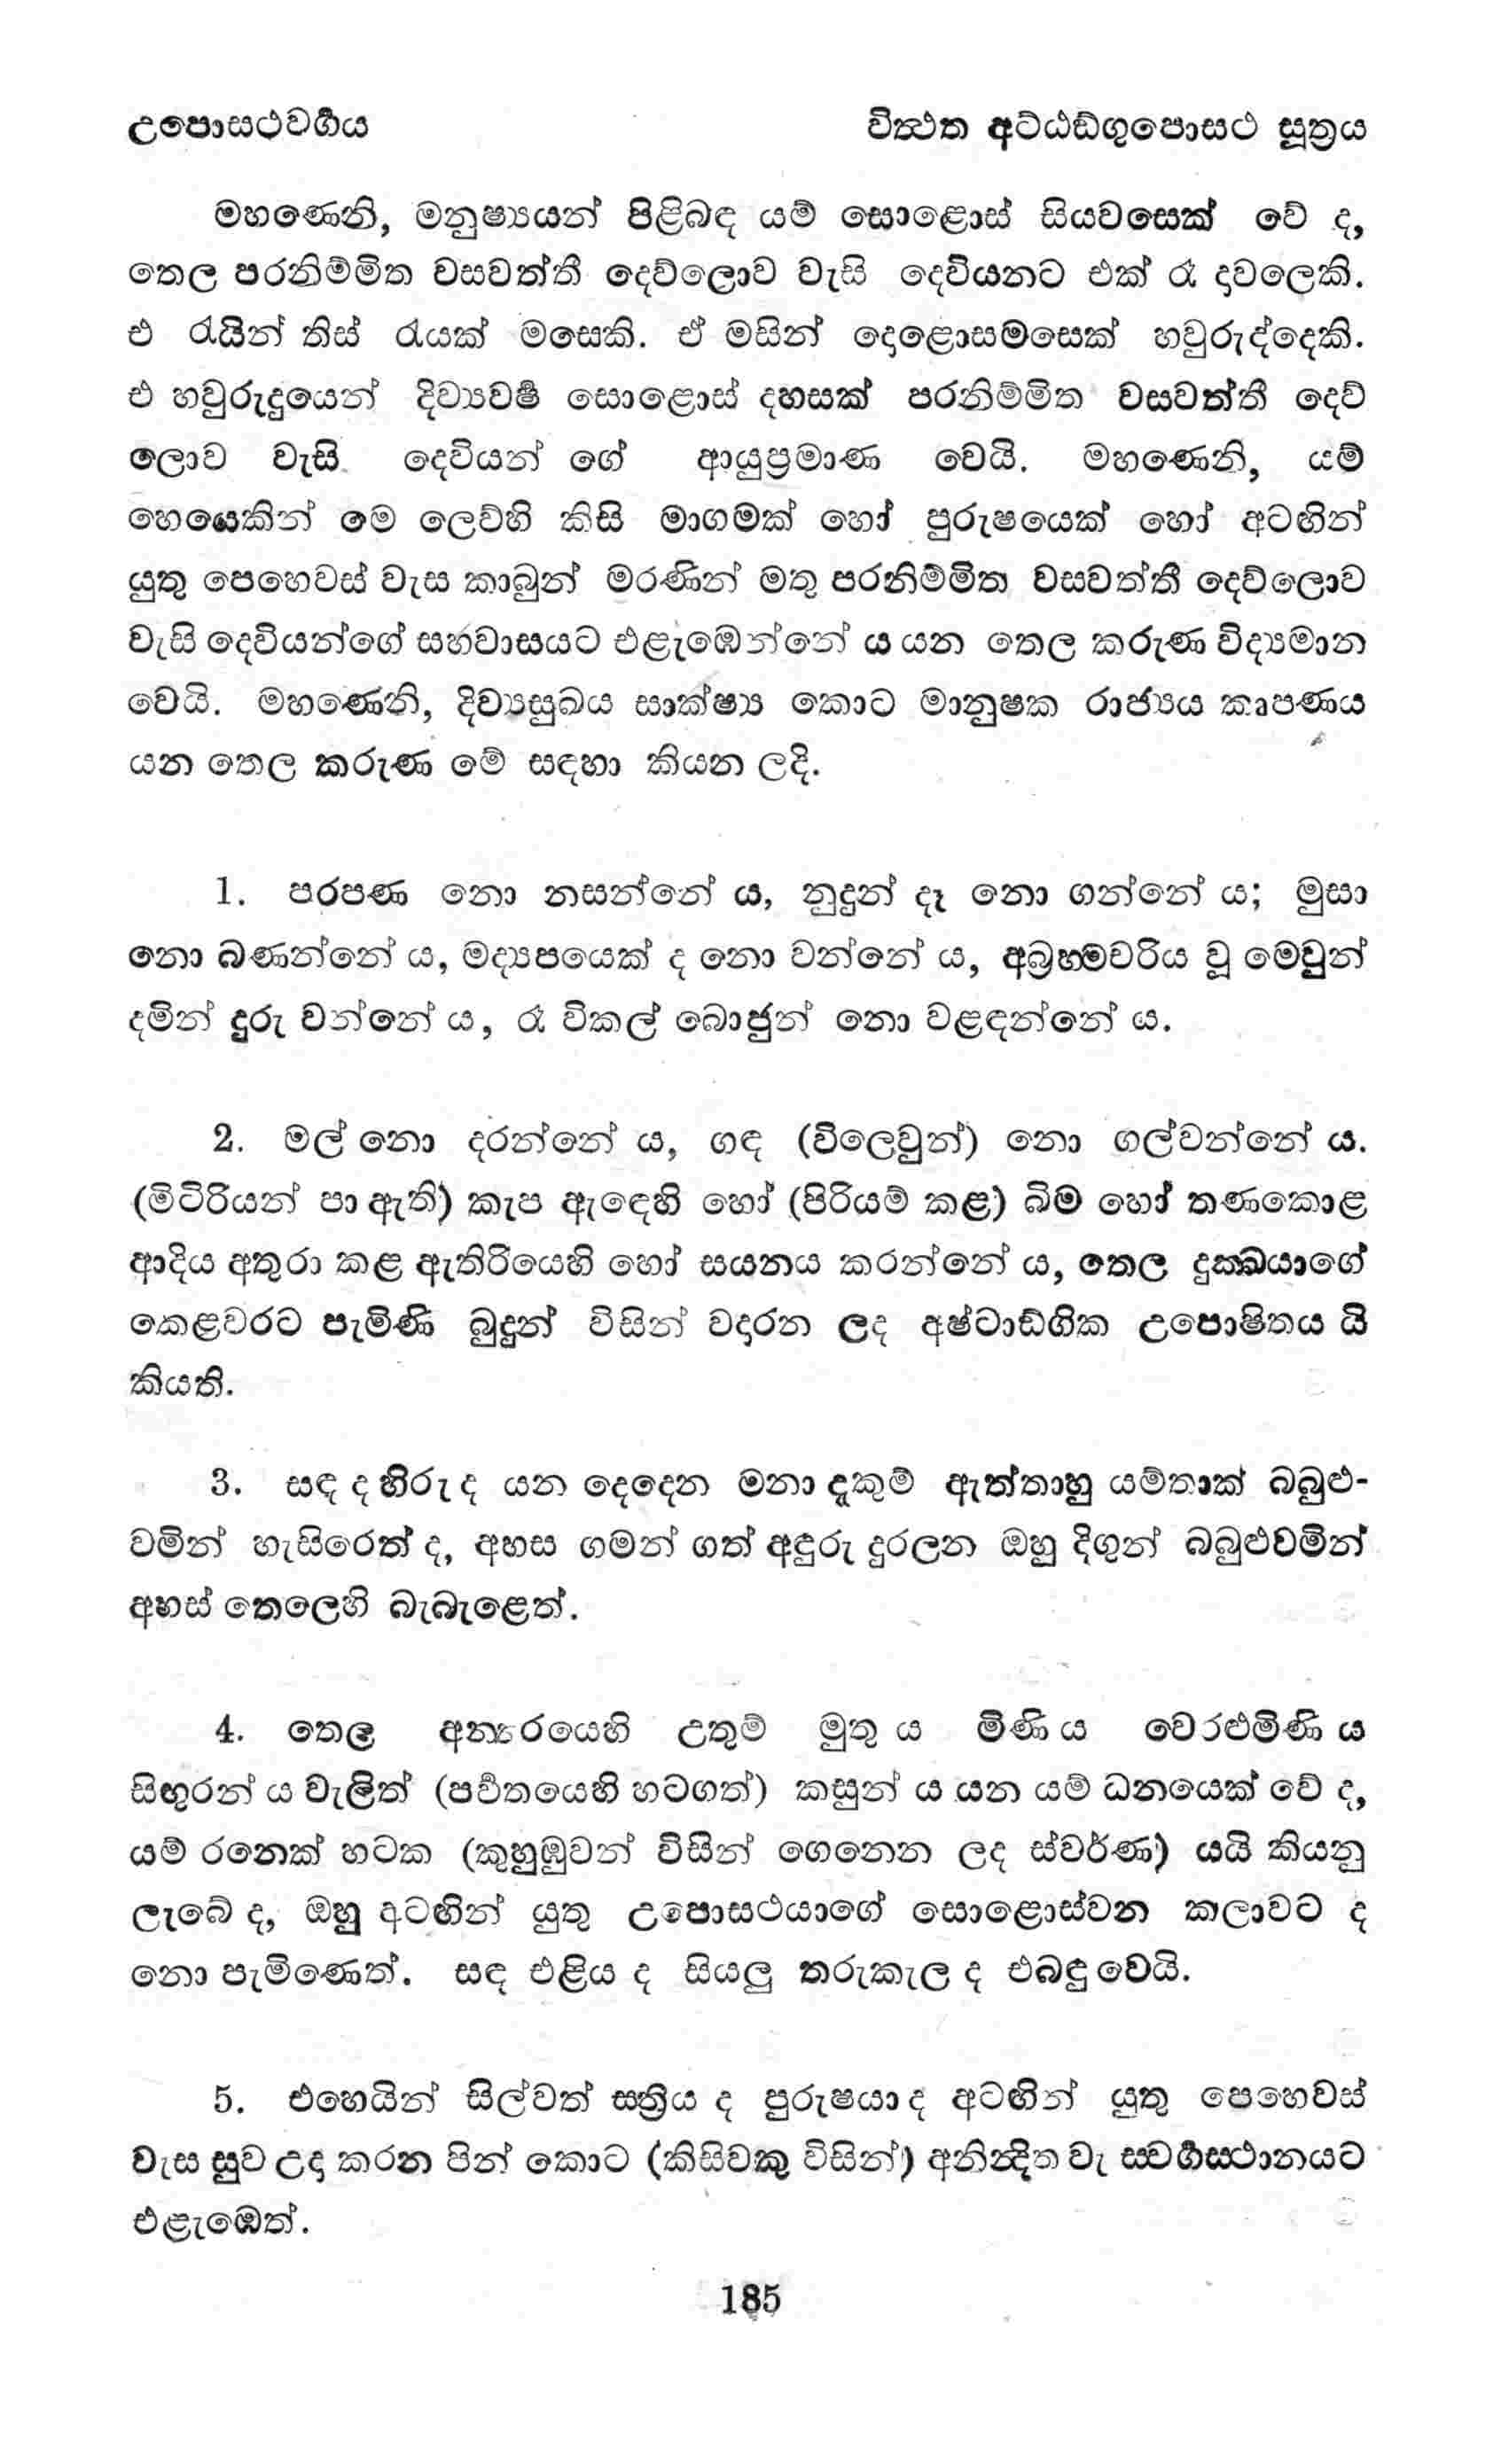 උපොසථවර්‍ගය විත්‍ථත අට්ඨඞ්ගුපොසථ සූත්‍රය
මහණෙනි, මනුෂ්‍යයන් පිළිබඳ යම් සොළොස් සියවසෙක් වේ ද,
තෙල පරනිම්මිත වසවත්තී දෙව්ලොව වැසි දෙවියනට එක් රෑ දාවලෙකි.
එ රැයින් තිස් රැයක් මසෙකි. ඒ මසින් දොළොසමසෙක් හවුරුද්දෙකි.
එ හවුරුදුයෙන් දිව්‍යවර්‍ෂ සොළොස් දහසක් පරනිම්මිත වසවත්තී දෙව්
ලොව වැසි දෙවියන් ගේ ආයුප්‍රමාණ වෙයි. මහණෙනි, යම්
හෙයෙකින් මෙ ලෙව්හි කිසි මාගමක් හෝ පුරුෂයෙක් හෝ අටඟින්
යුතු පෙහෙවස් වැස කාබුන් මරණින් මතු පරනිම්මිත වසවත්තී දෙව්ලොව
වැසි දෙවියන්ගේ සහවාසයට එළැඹෙන්නේ ය යන තෙල කරුණ විද්‍යමාන
වෙයි. මහණෙනි, දිව්‍යසුඛය සාක්ෂ්‍ය කොට මානුෂක රාජ්‍යය කෘපණය
යන තෙල කරුණ මේ සඳහා කියන ලදි.
1. පරපණ නො නසන්නේ ය, නුදුන් දෑ නො ගන්නේ ය; මුසා
නො බණන්නේ ය, මද්‍යපයෙක් ද නො වන්නේ ය, අබ්‍රහ්මචරිය වූ මෙවුන්
දමින් දුරු වන්නේ ය, රෑ විකල් බොජුන් නො වළඳන්නේ ය.
2. මල් නො දරන්නේ ය, ගඳ (විලෙවුන්) නො ගල්වන්නේ ය.
(මිටිරියන් පා ඇති) කැප ඇඳෙහි හෝ (පිරියම් කළ) බිම හෝ තණකොළ
ආදිය අතුරා කළ ඇතිරියෙහි හෝ සයනය කරන්නේ ය, තෙල දුක්ඛයාගේ
කෙළවරට පැමිණි බුදුන් විසින් වදාරන ලද අෂ්ටාඞ්ගික උපොෂිතය යි
කියති.
3. සඳ ද හිරු ද යන දෙදෙන මනා දැකුම් ඇත්තාහු යම්තාක් බබුළු-
වමින් හැසිරෙත් ද, අහස ගමන් ගත් අඳුරු දුරලන ඔහු දිගුන් බබුළුවමින්
අහස් තෙලෙහි බැබැළෙත්.
4. තෙල අන්‍තරයෙහි උතුම් මුතු ය මිණි ය වෙරළුමිණි ය
සිඟුරන් ය වැළිත් (පර්‍වතයෙහි හටගත්) කසුන් ය යන යම් ධනයෙක් වේ ද,
යම් රනෙක් හටක (කුහුඹුවන් විසින් ගෙනෙන ලද ස්වර්ණ) යයි කියනු
ලැබේ ද, ඔහු අටඟින් යුතු උපොසථයාගේ සොළොස්වන කලාවට ද
නො පැමිණෙත්. සඳ එළිය ද සියලු තරුකැල ද එබඳු වෙයි.
5. එහෙයින් සිල්වත් ස්ත්‍රිය ද පුරුෂයා ද අටඟින් යුතු පෙහෙවස්
වැස සුව උදා කරන පින් කොට (කිසිවකු විසින්) අනින්‍දිත වැ ස්වර්‍ගස්ථානයට
එළැඹෙත්.
185